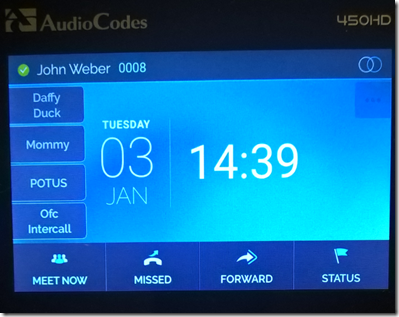 AudioCodes
450HD
John Weber 0008
Daffy
Duck
Mommy
POTUS
Ofc
Intercall
TUESDAY
03
JAN
14:39
MEET NOW
MISSED
FORWARD
STATUS